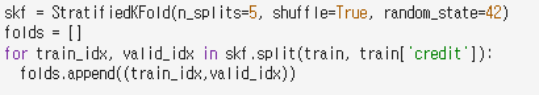 skf = StratifiedKFold(n_splits=5, shuffle=True, random_state=42)
folds = []
for train_idx, valid_idx in skf.split(train, train['credit']):
  folds.append((train_idx,valid_idx))